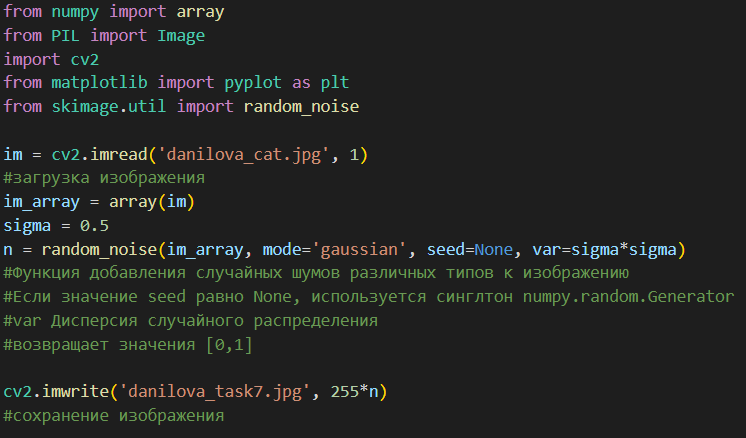 from numpy import array
from PIL import Image
import cv2
from matplotlib import pyplot as plt
from skimage.util import random_noise
im = cv2.imread('danilova_cat.jpg', 1)
#загрузка изображения
im_array = array(im)
sigma = 0.5
n = random_noise(im_array, mode='gaussian', seed=None, var=sigma*sigma)
#Функция добавления случайных шумов различных типов к изображению
#Если значение seed равно None, используется синглтон numpy.random.Generator
#var Дисперсия случайного распределения
#возвращает значения [0,1]
cv2.imwrite('danilova_task7.jpg', 255*n)
#сохранение изображения